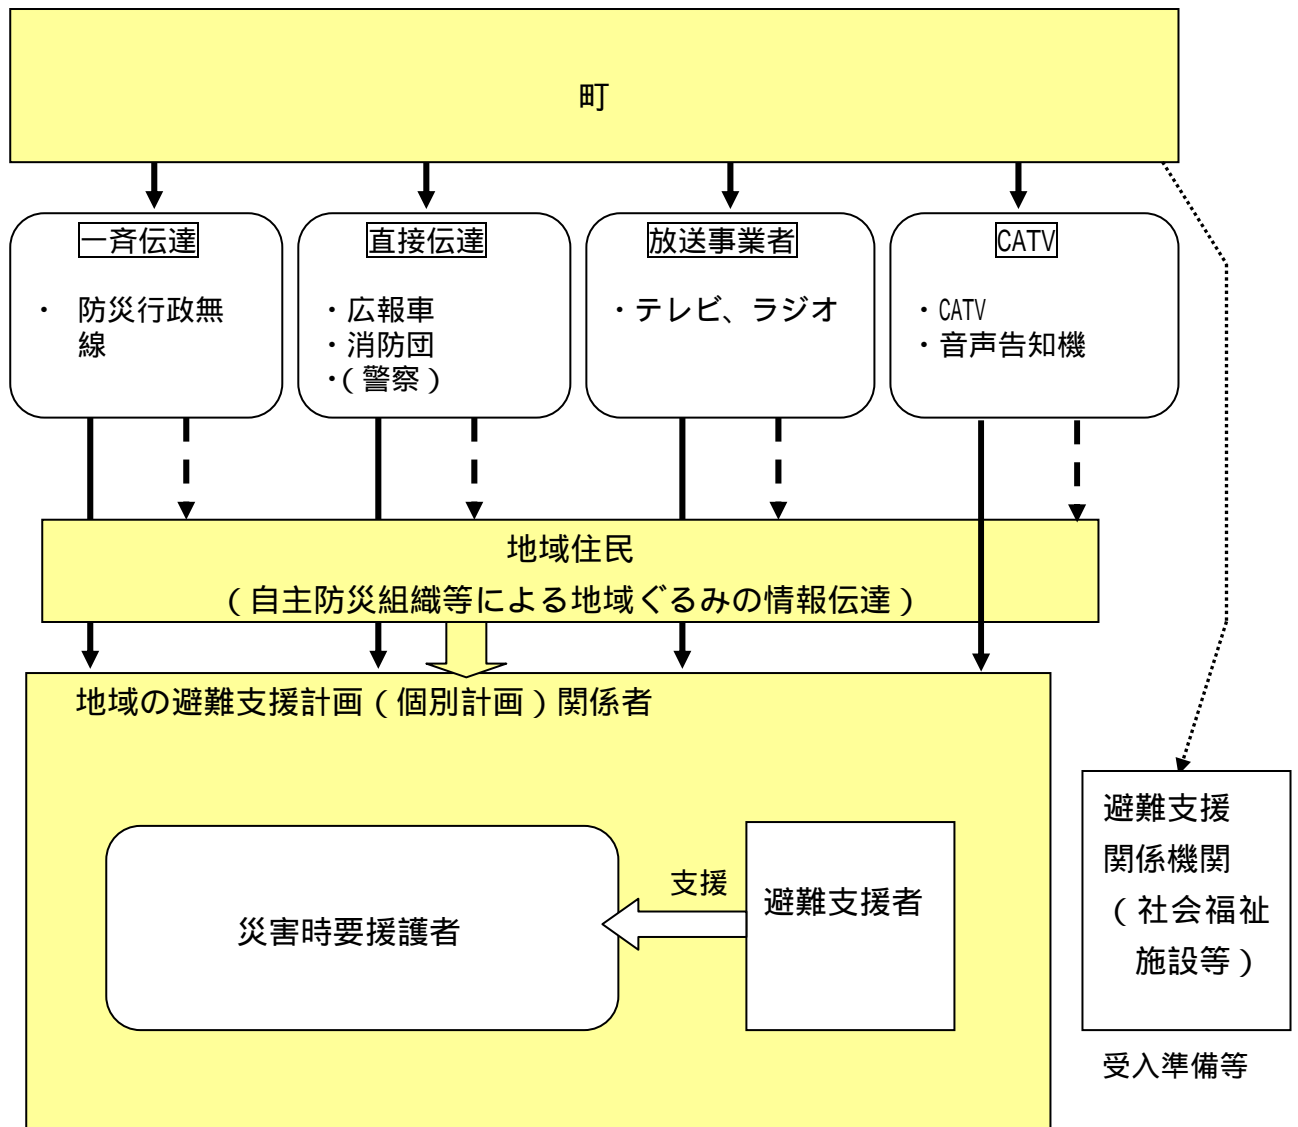 町
一斉伝達
・ 防災行政無
線
直接伝達
・広報車
・消防団
・(警察)
放送事業者
・テレビ、ラジオ
CATV
・CATV
・音声告知機
地域住民
(自主防災組織等による地域ぐるみの情報伝達)
地域の避難支援計画(個別計画)関係者
災害時要援護者
支援
避難支援者
避難支援
関係機関
(社会福祉
施設等)
受入準備等